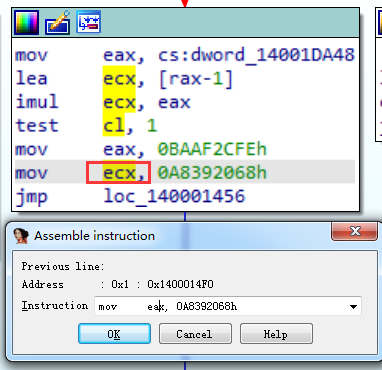 mov eax, cs:dword_14001DA48
lea ecx, [rax-1]
imul ecx, eax
test cl, 1
mov eax, 0BAAF2CFEh
mov ecx, 0A8392068h
jmp loc_140001456
Assemble instruction
Previous line:
Address : 0x1 : 0x1400014F0
Instruction mov eax, 0A8392068h
OK Cancel Help